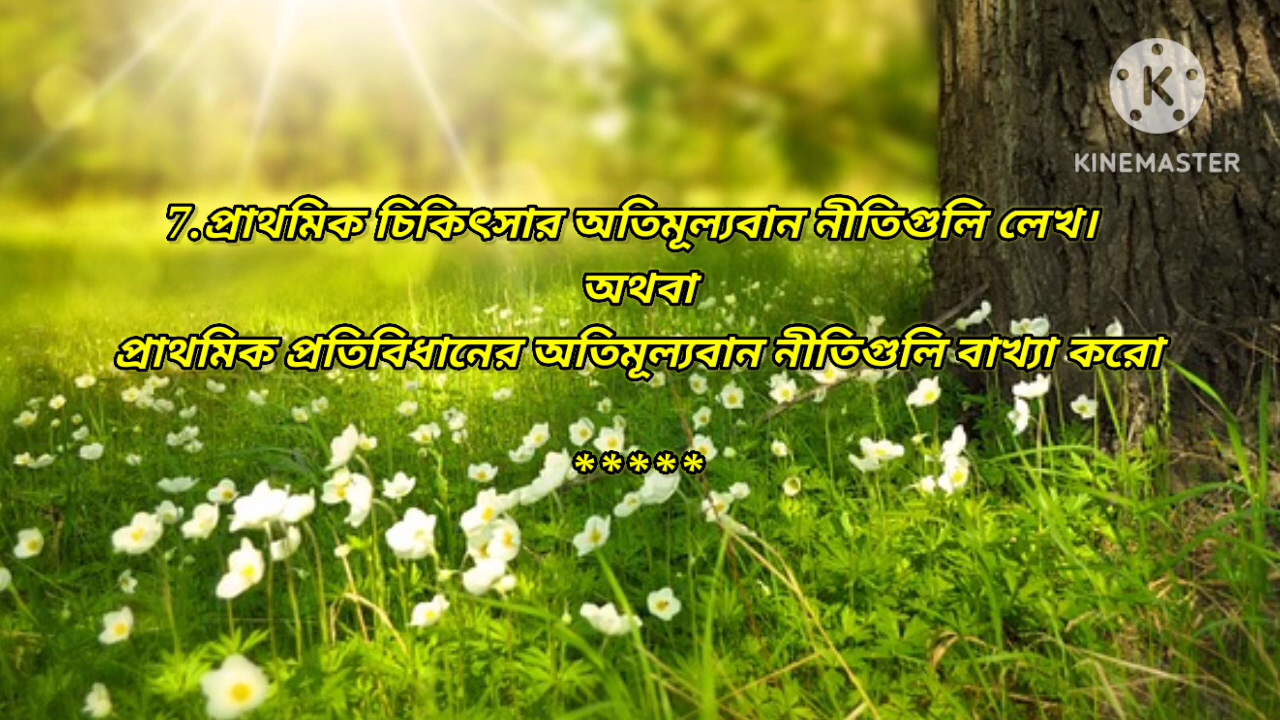 KINEMASTER
7.প্রাথমিক চিকিৎসার অতিমূল্যবান নীতিগুলি লেখ।
অথবা
প্রাথমিক প্রতিবিধানের অতিমূল্যবান নীতিগুলি বাখ্যা করো
*****